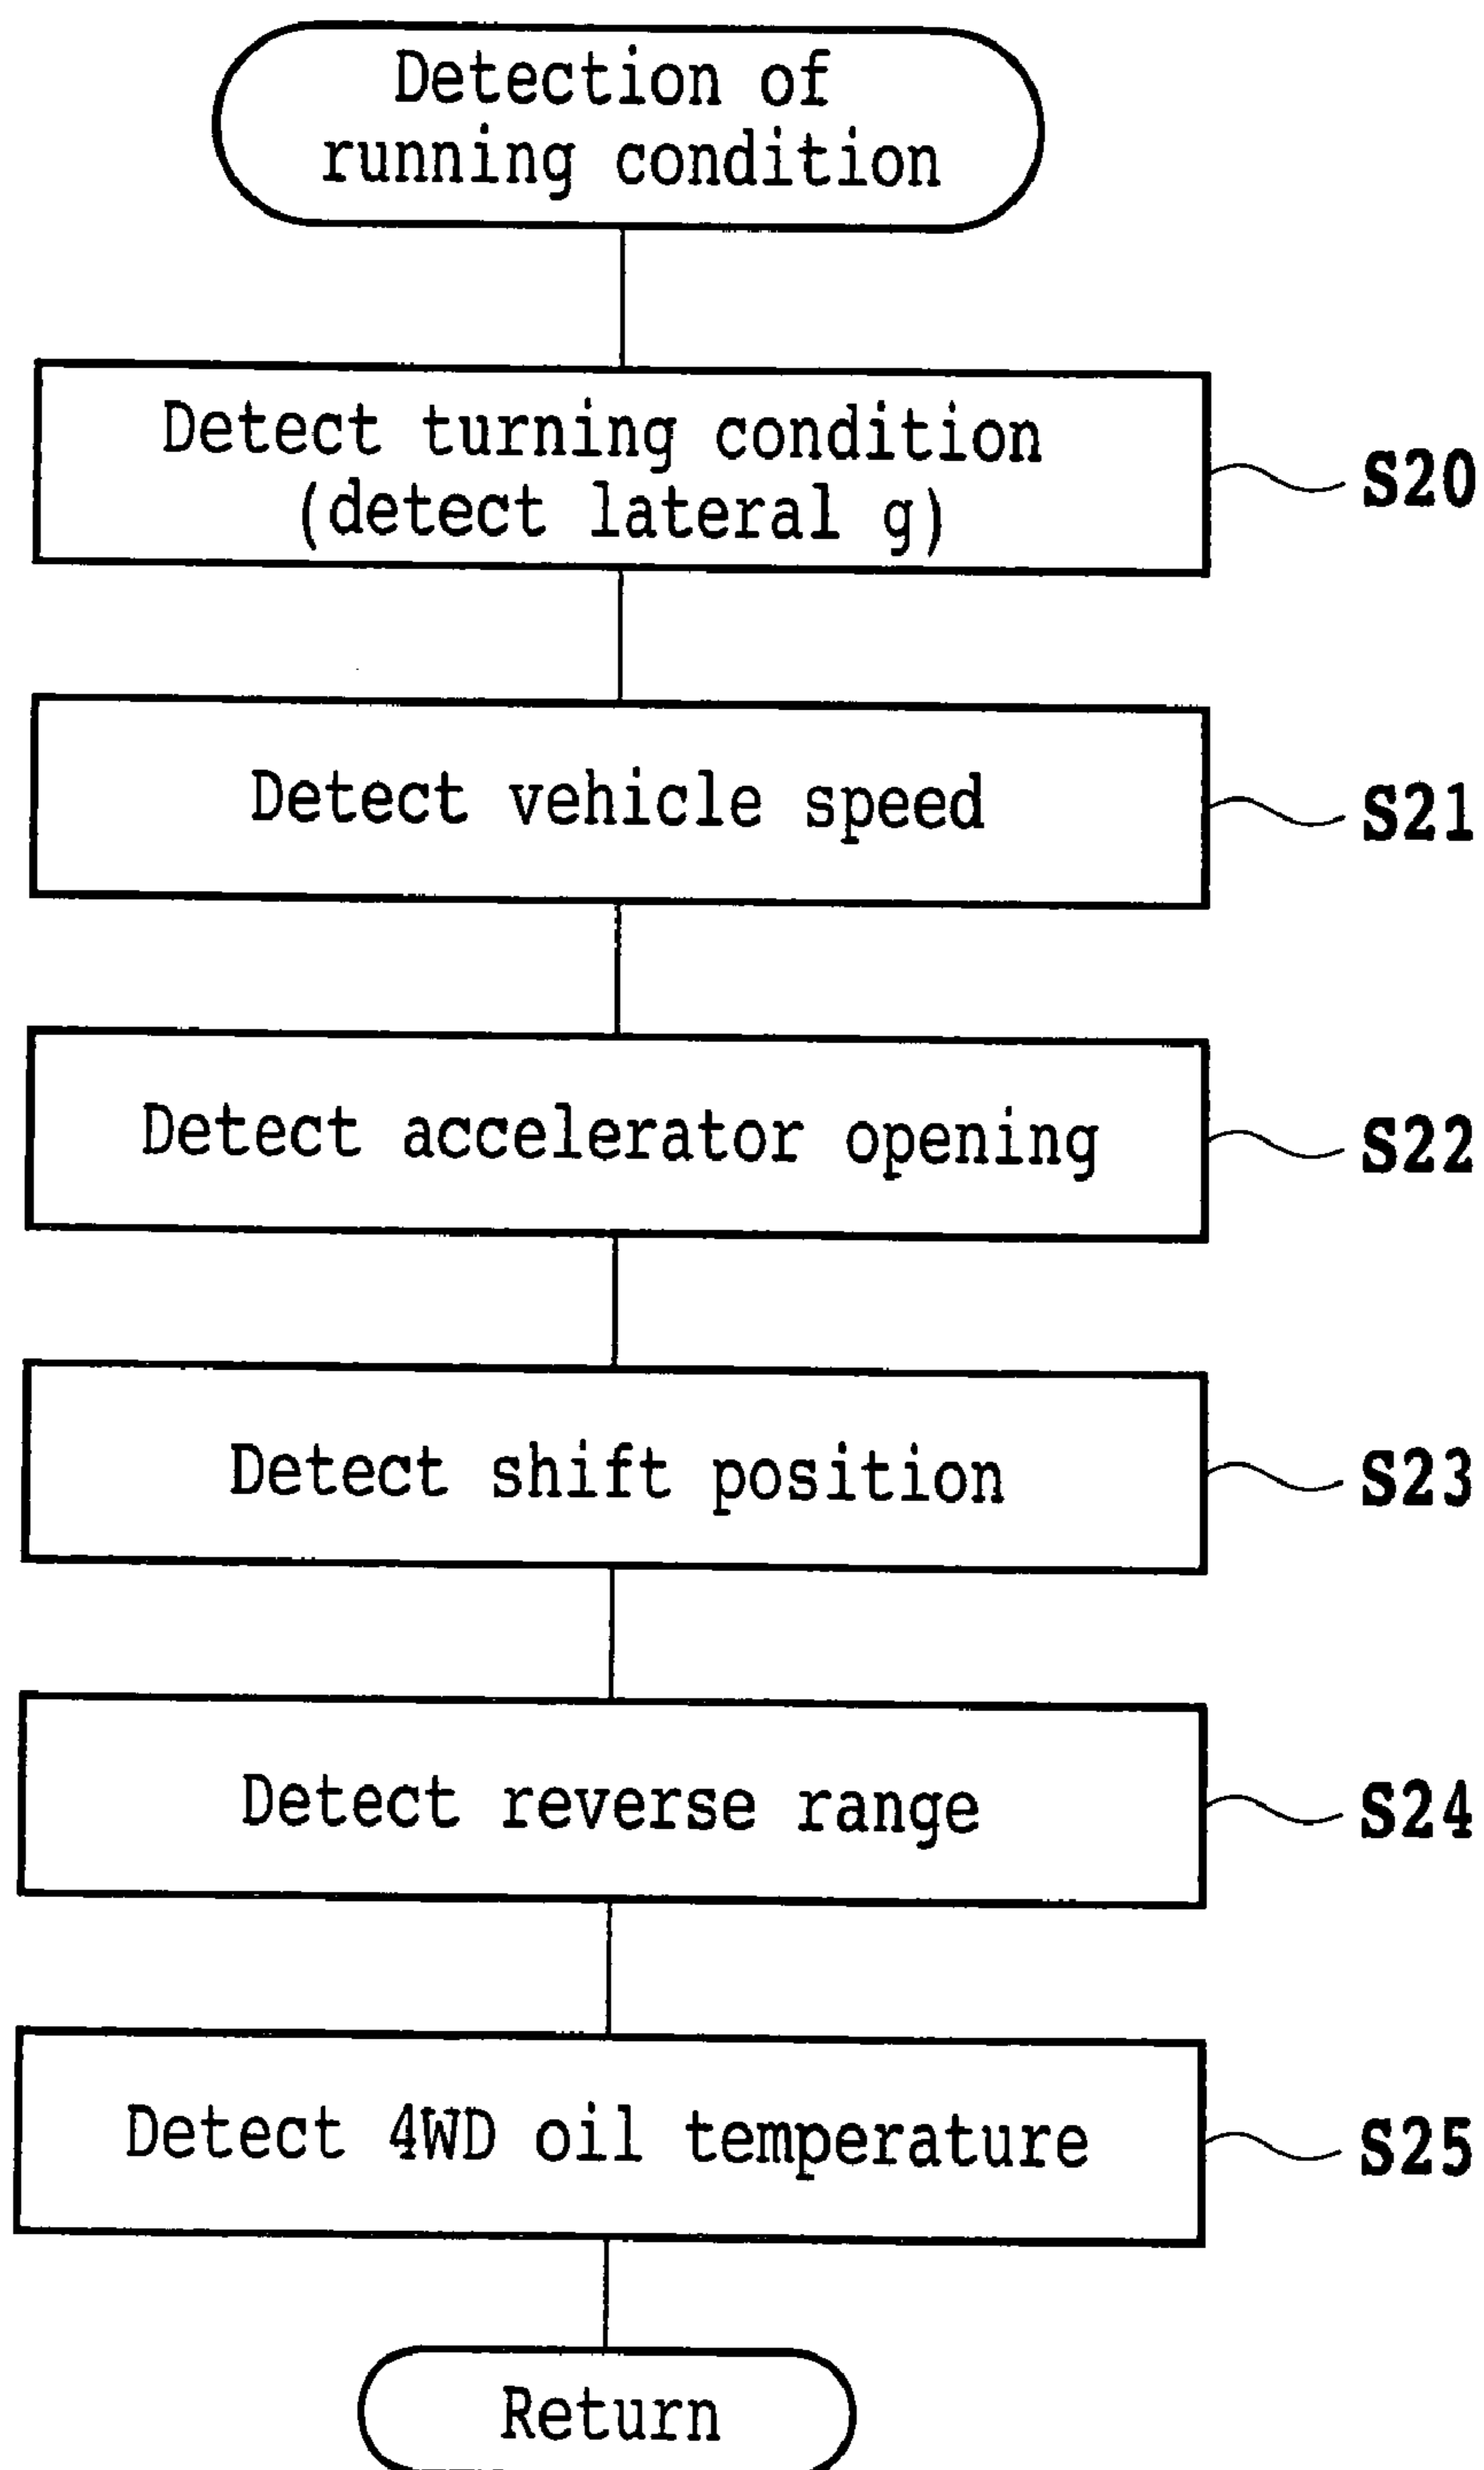 Detection of
running condition
Detect turning condition
(detect lateral g)
S20
Detect vehicle speed
S21
Detect accelerator opening
S22
Detect shift position
S23
Detect reverse range
S24
Detect 4WD oil temperature
S25
Return